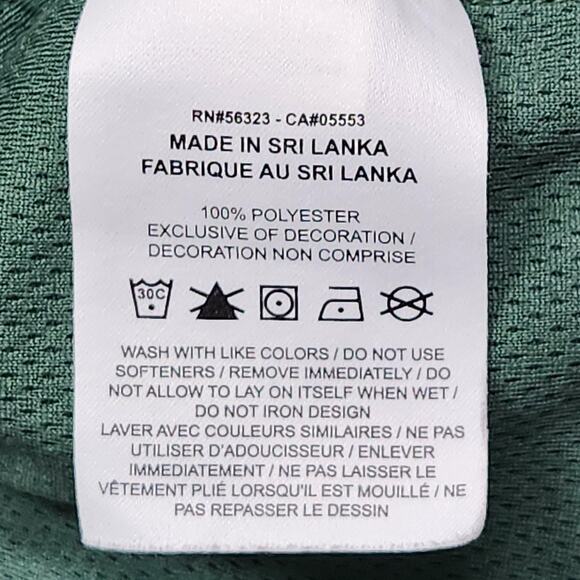 RN#56323 - CA#05553
MADE IN SRI LANKA
FABRIQUE AU SRI LANKA
100% POLYESTER
EXCLUSIVE OF DECORATION /
DECORATION NON COMPRISE
30C
WASH WITH LIKE COLORS / DO NOT USE
SOFTENERS / REMOVE IMMEDIATELY / DO
NOT ALLOW TO LAY ON ITSELF WHEN WET /
DO NOT IRON DESIGN
LAVER AVEC COULEURS SIMILAIRES / NE PAS
UTILISER D'ADOUCISSEUR / ENLEVER
IMMEDIATEMENT / NE PAS LAISSER LE
VÊTEMENT PLIÉ LORSQU'IL EST MOUILLÉ / NE
PAS REPASSER LE DESSIN